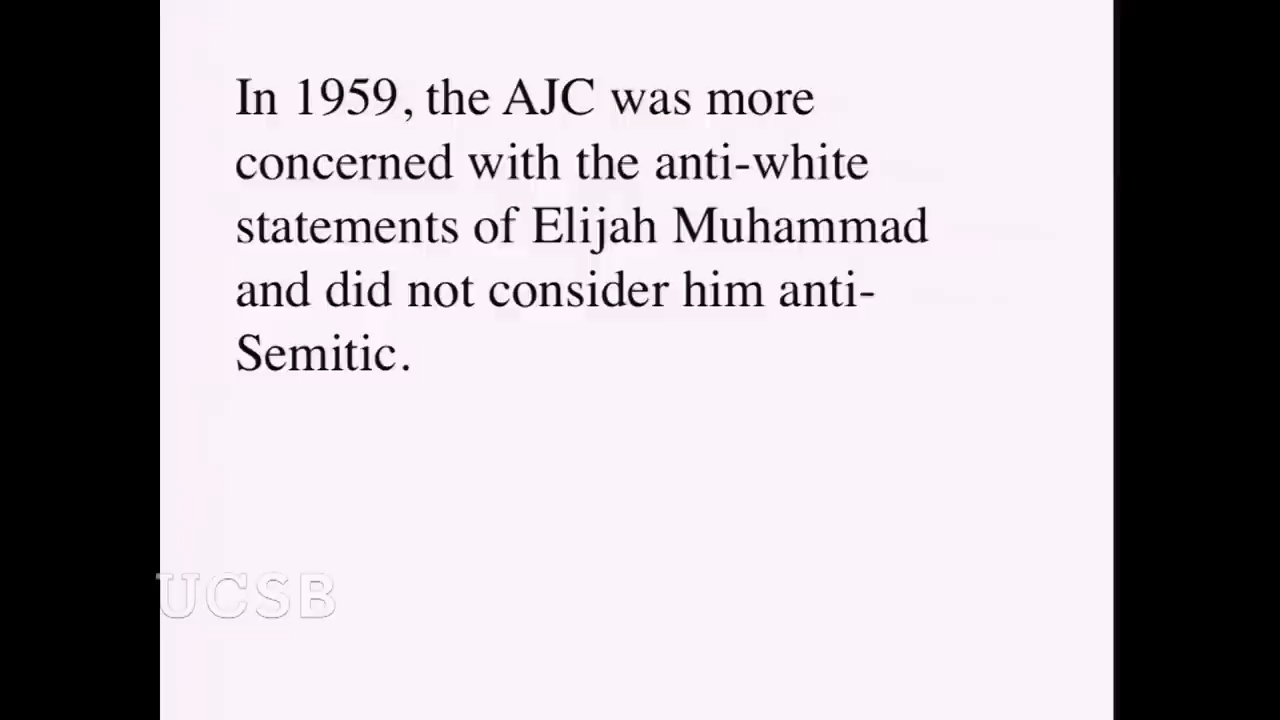 In 1959, the AJC was more
concerned with the anti-white
statements of Elijah Muhammad
and did not consider him anti-
Semitic.
UCSB